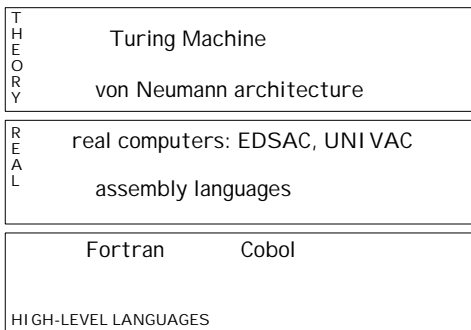 THEORY
Turing Machine
von Neumann architecture
REAL
real computers: EDSAC, UNIVAC
assembly languages
Fortran Cobol
HIGH-LEVEL LANGUAGES